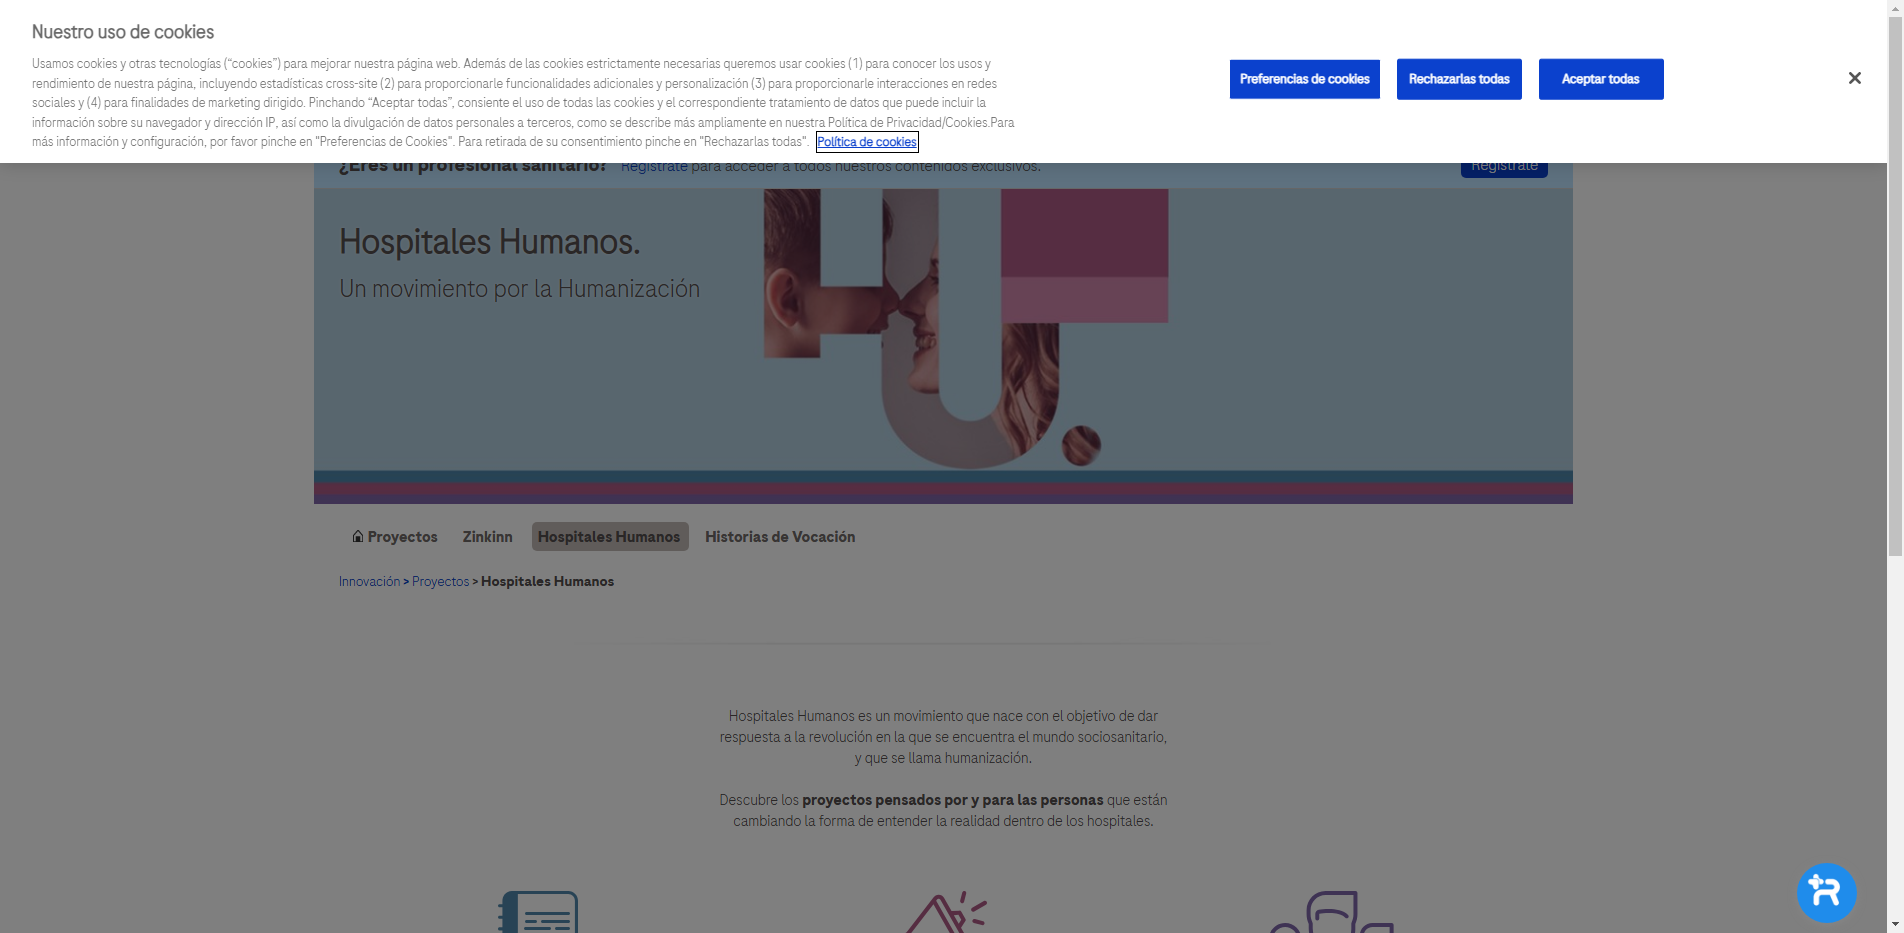 Nuestro uso de cookies
Usamos cookies y otras tecnologías (“cookies”) para mejorar nuestra página web. Además de las cookies estrictamente necesarias queremos usar cookies (1) para conocer los usos y
rendimiento de nuestra página, incluyendo estadísticas cross-site (2) para proporcionarle funcionalidades adicionales y personalización (3) para proporcionarle interacciones en redes
sociales y (4) para finalidades de marketing dirigido. Pinchando “Aceptar todas”, consiente el uso de todas las cookies y el correspondiente tratamiento de datos que puede incluir la
información sobre su navegador y dirección IP, así como la divulgación de datos personales a terceros, como se describe más ampliamente en nuestra Política de Privacidad/Cookies.Para
más información y configuración, por favor pinche en "Preferencias de Cookies". Para retirada de su consentimiento pinche en "Rechazarlas todas". Política de cookies
Preferencias de cookies
Rechazarlas todas
Aceptar todas
¿Eres un profesional sanitario? Regístrate para acceder a todos nuestros contenidos exclusivos.
Regístrate
Hospitales Humanos.
Un movimiento por la Humanización
Proyectos
Zinkinn
Hospitales Humanos
Historias de Vocación
Innovación > Proyectos > Hospitales Humanos
Hospitales Humanos es un movimiento que nace con el objetivo de dar
respuesta a la revolución en la que se encuentra el mundo sociosanitario,
y que se llama humanización.
Descubre los proyectos pensados por y para las personas que están
cambiando la forma de entender la realidad dentro de los hospitales.